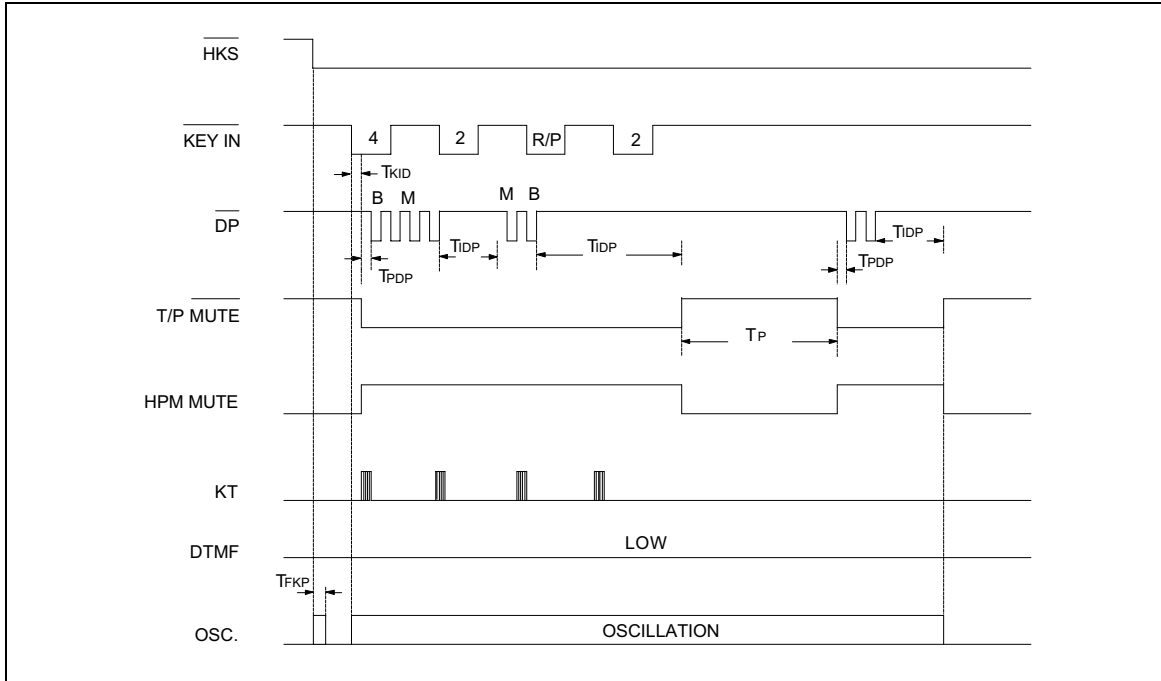 HKS
KEY IN
4 2 R/P 2
TKID
B M M B
DP
TIDP TIDP TIDP
TPDP TPDP
T/P MUTE
TP
HPM MUTE
KT
DTMF LOW
TFKP
OSC. OSCILLATION